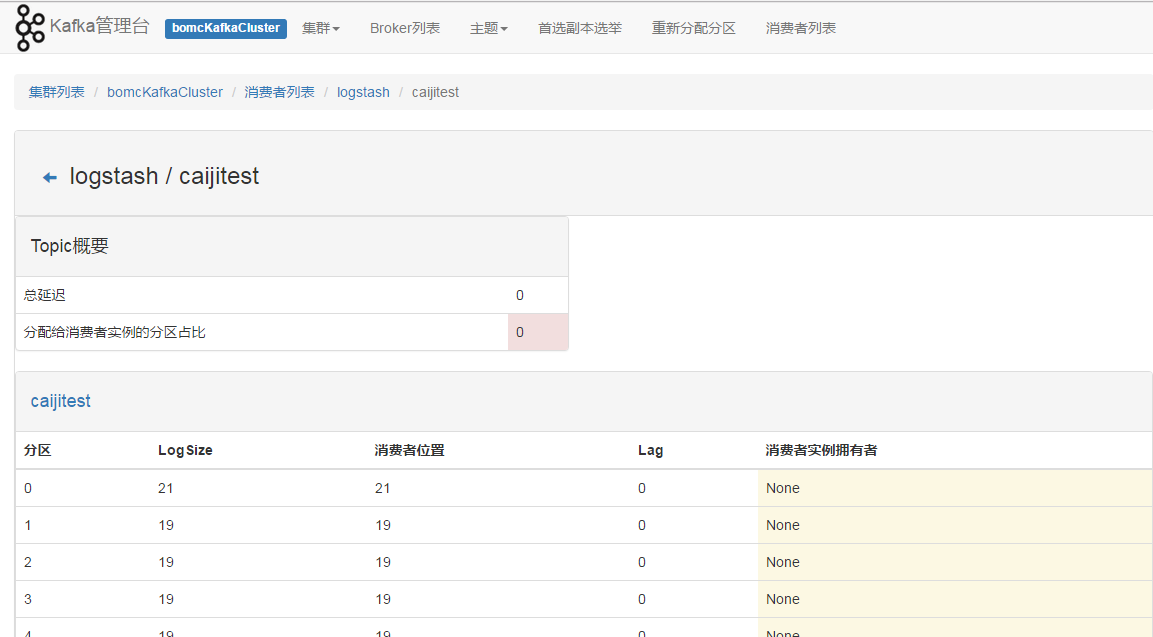 Kafka管理台 bomcKafkaCluster 集群 Broker列表 主题 首选副本选举 重新分配分区 消费者列表
集群列表 / bomcKafkaCluster / 消费者列表 / logstash / caijitest
logstash / caijitest
Topic概要
总延迟 0
分配给消费者实例的分区占比 0
caijitest
分区 LogSize 消费者位置 Lag 消费者实例拥有者
0 21 21 0 None
1 19 19 0 None
2 19 19 0 None
3 19 19 0 None
4 19 19 0 None